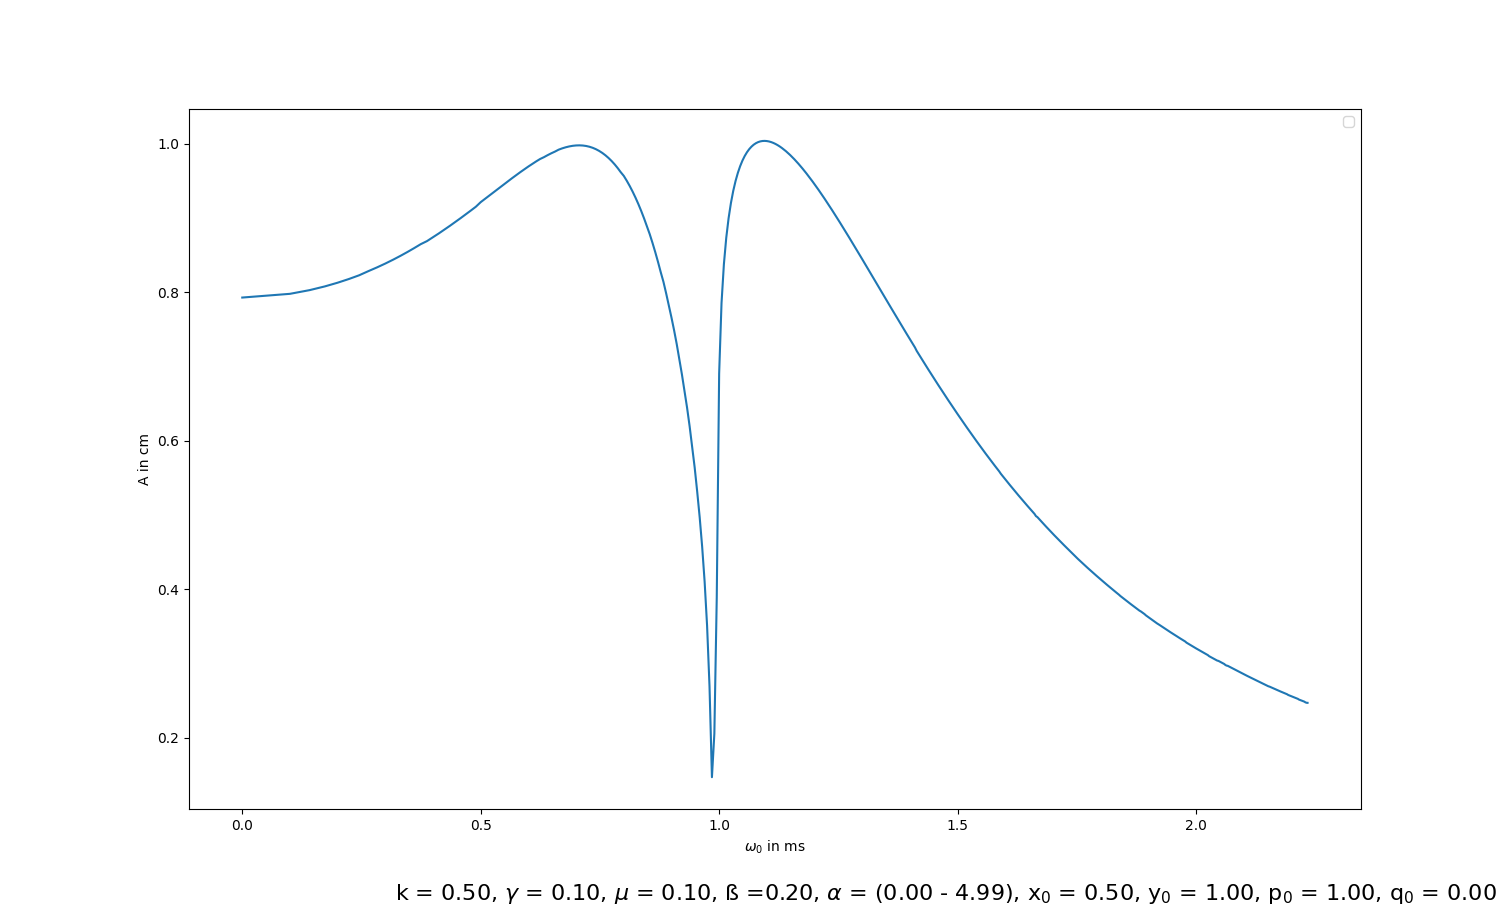 1.0
0.8
A in cm
0.6
0.4
0.2
0.0 0.5 1.0 1.5 2.0
ω₀ in ms
k = 0.50, γ = 0.10, μ = 0.10, ß =0.20, α = (0.00 - 4.99), x₀ = 0.50, y₀ = 1.00, p₀ = 1.00, q₀ = 0.00